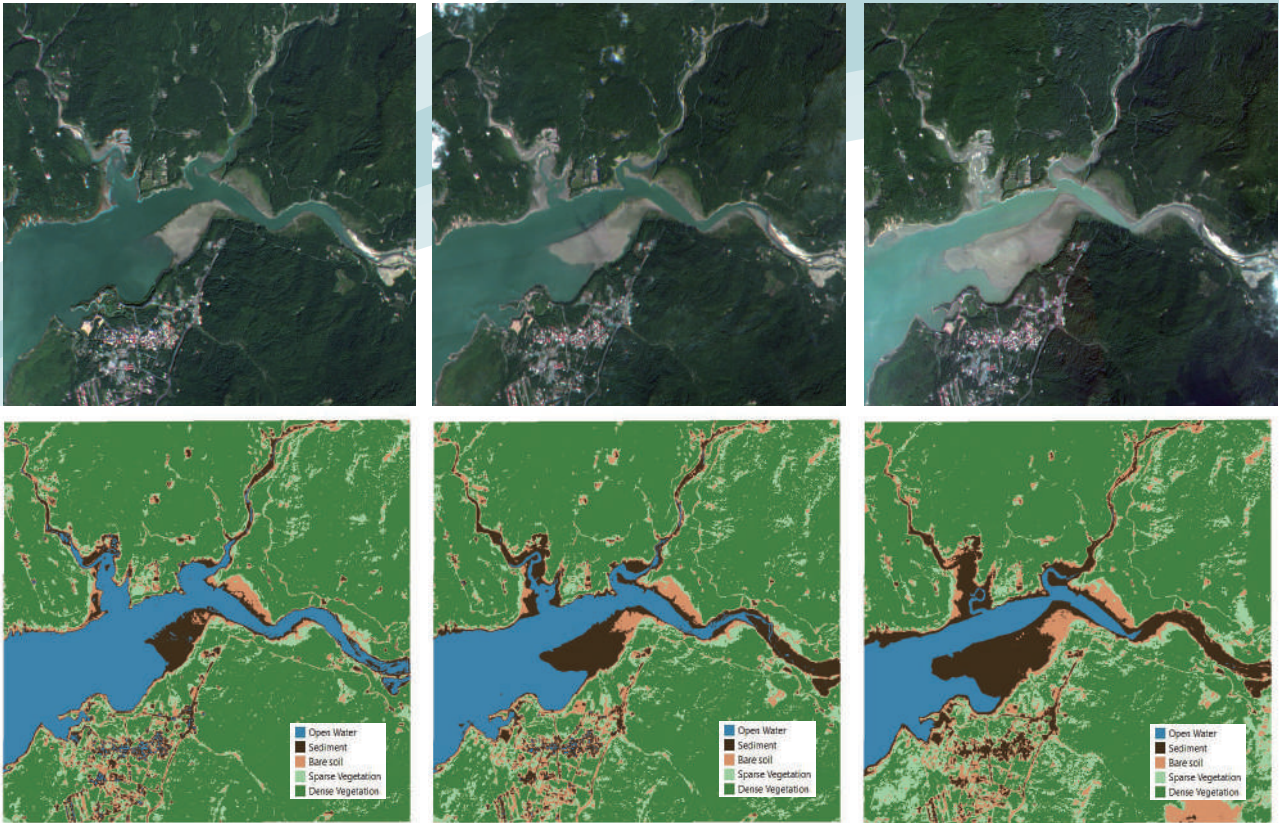 Open Water
Sediment
Bare soil
Sparse Vegetation
Dense Vegetation
Open Water
Sediment
Bare soil
Sparse Vegetation
Dense Vegetation
Open Water
Sediment
Bare soil
Sparse Vegetation
Dense Vegetation